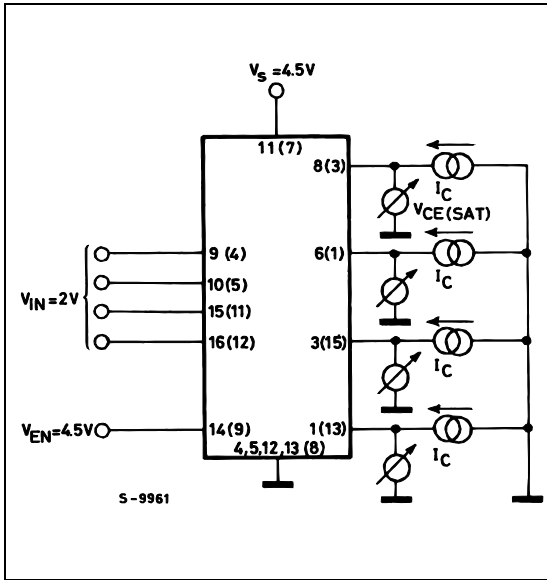 V_S=4.5V
11(7)
8(3)
I_C
V_CE(SAT)
9(4)
6(1)
I_C
10(5)
V_IN=2V
15(11)
16(12)
3(15)
I_C
V_EN=4.5V
14(9)
1(13)
I_C
4,5,12,13(8)
S-9961